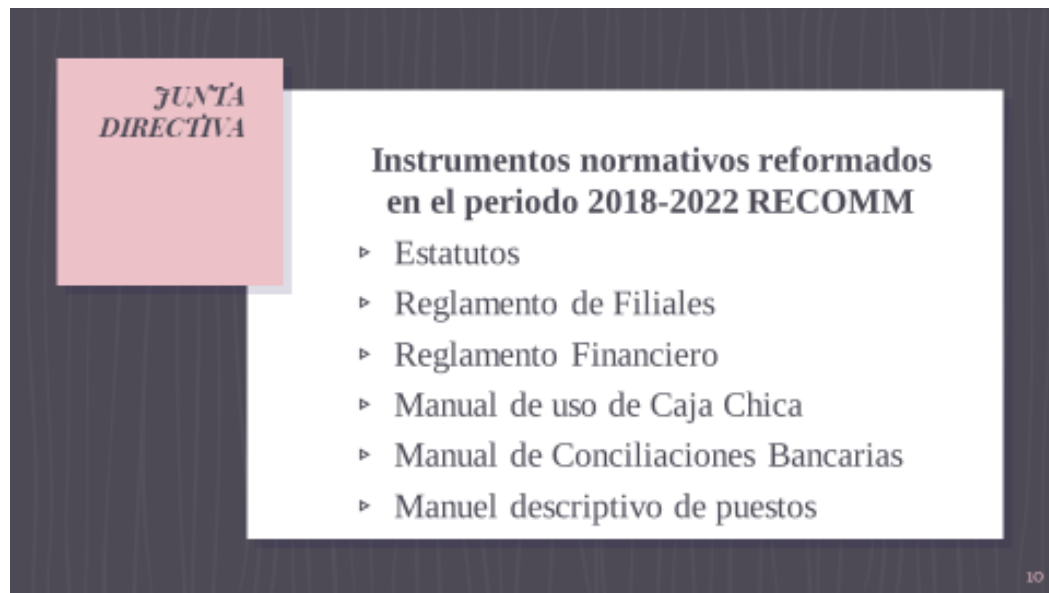 JUNTA
DIRECTIVA
Instrumentos normativos reformados
en el periodo 2018-2022 RECOMM
▹ Estatutos
▹ Reglamento de Filiales
▹ Reglamento Financiero
▹ Manual de uso de Caja Chica
▹ Manual de Conciliaciones Bancarias
▹ Manuel descriptivo de puestos
10